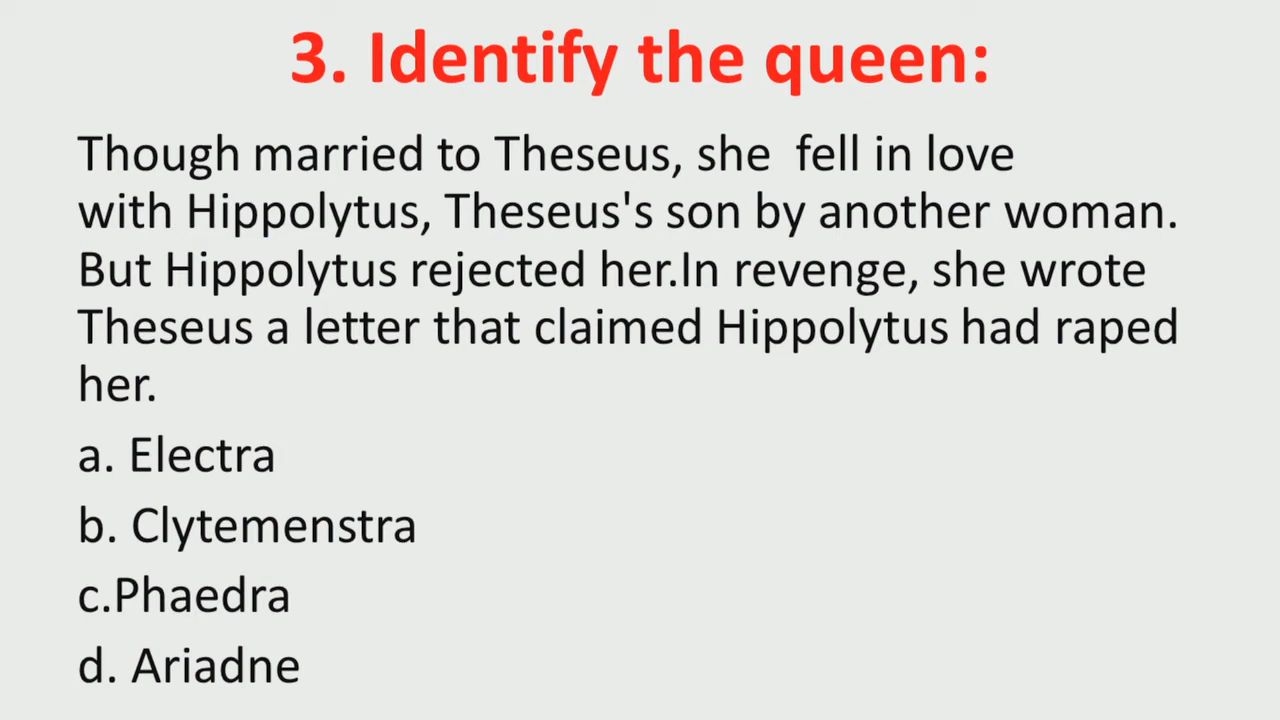 3. Identify the queen:
Though married to Theseus, she  fell in love
with Hippolytus, Theseus's son by another woman.
But Hippolytus rejected her.In revenge, she wrote
Theseus a letter that claimed Hippolytus had raped
her.
a. Electra
b. Clytemenstra
c.Phaedra
d. Ariadne